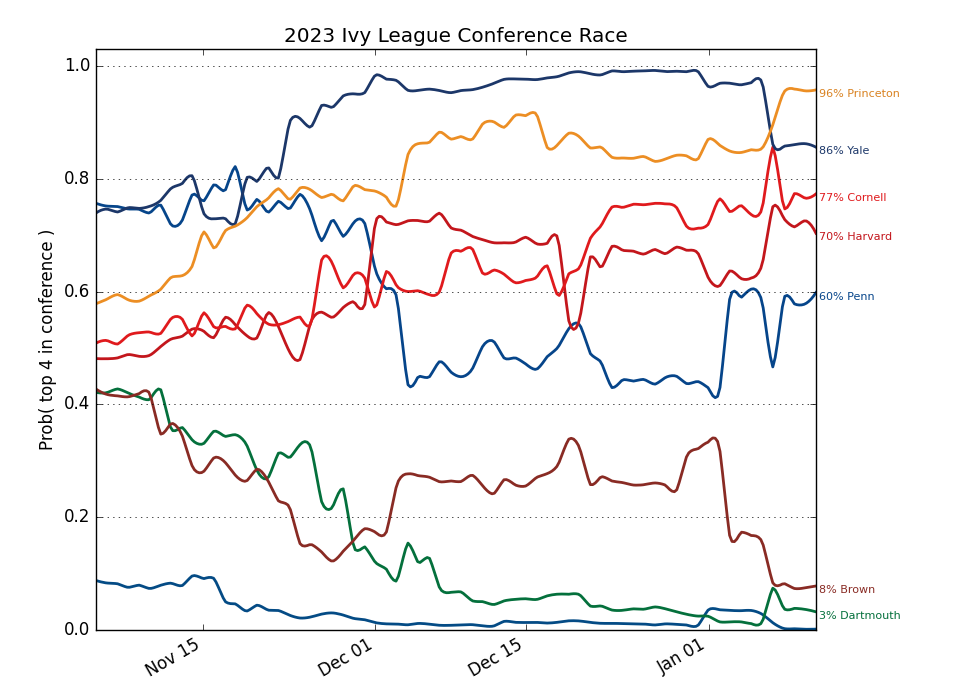 2023 Ivy League Conference Race
Prob( top 4 in conference )
1.0
0.8
0.6
0.4
0.2
0.0
Nov 15
Dec 01
Dec 15
Jan 01
96% Princeton
86% Yale
77% Cornell
70% Harvard
60% Penn
8% Brown
3% Dartmouth